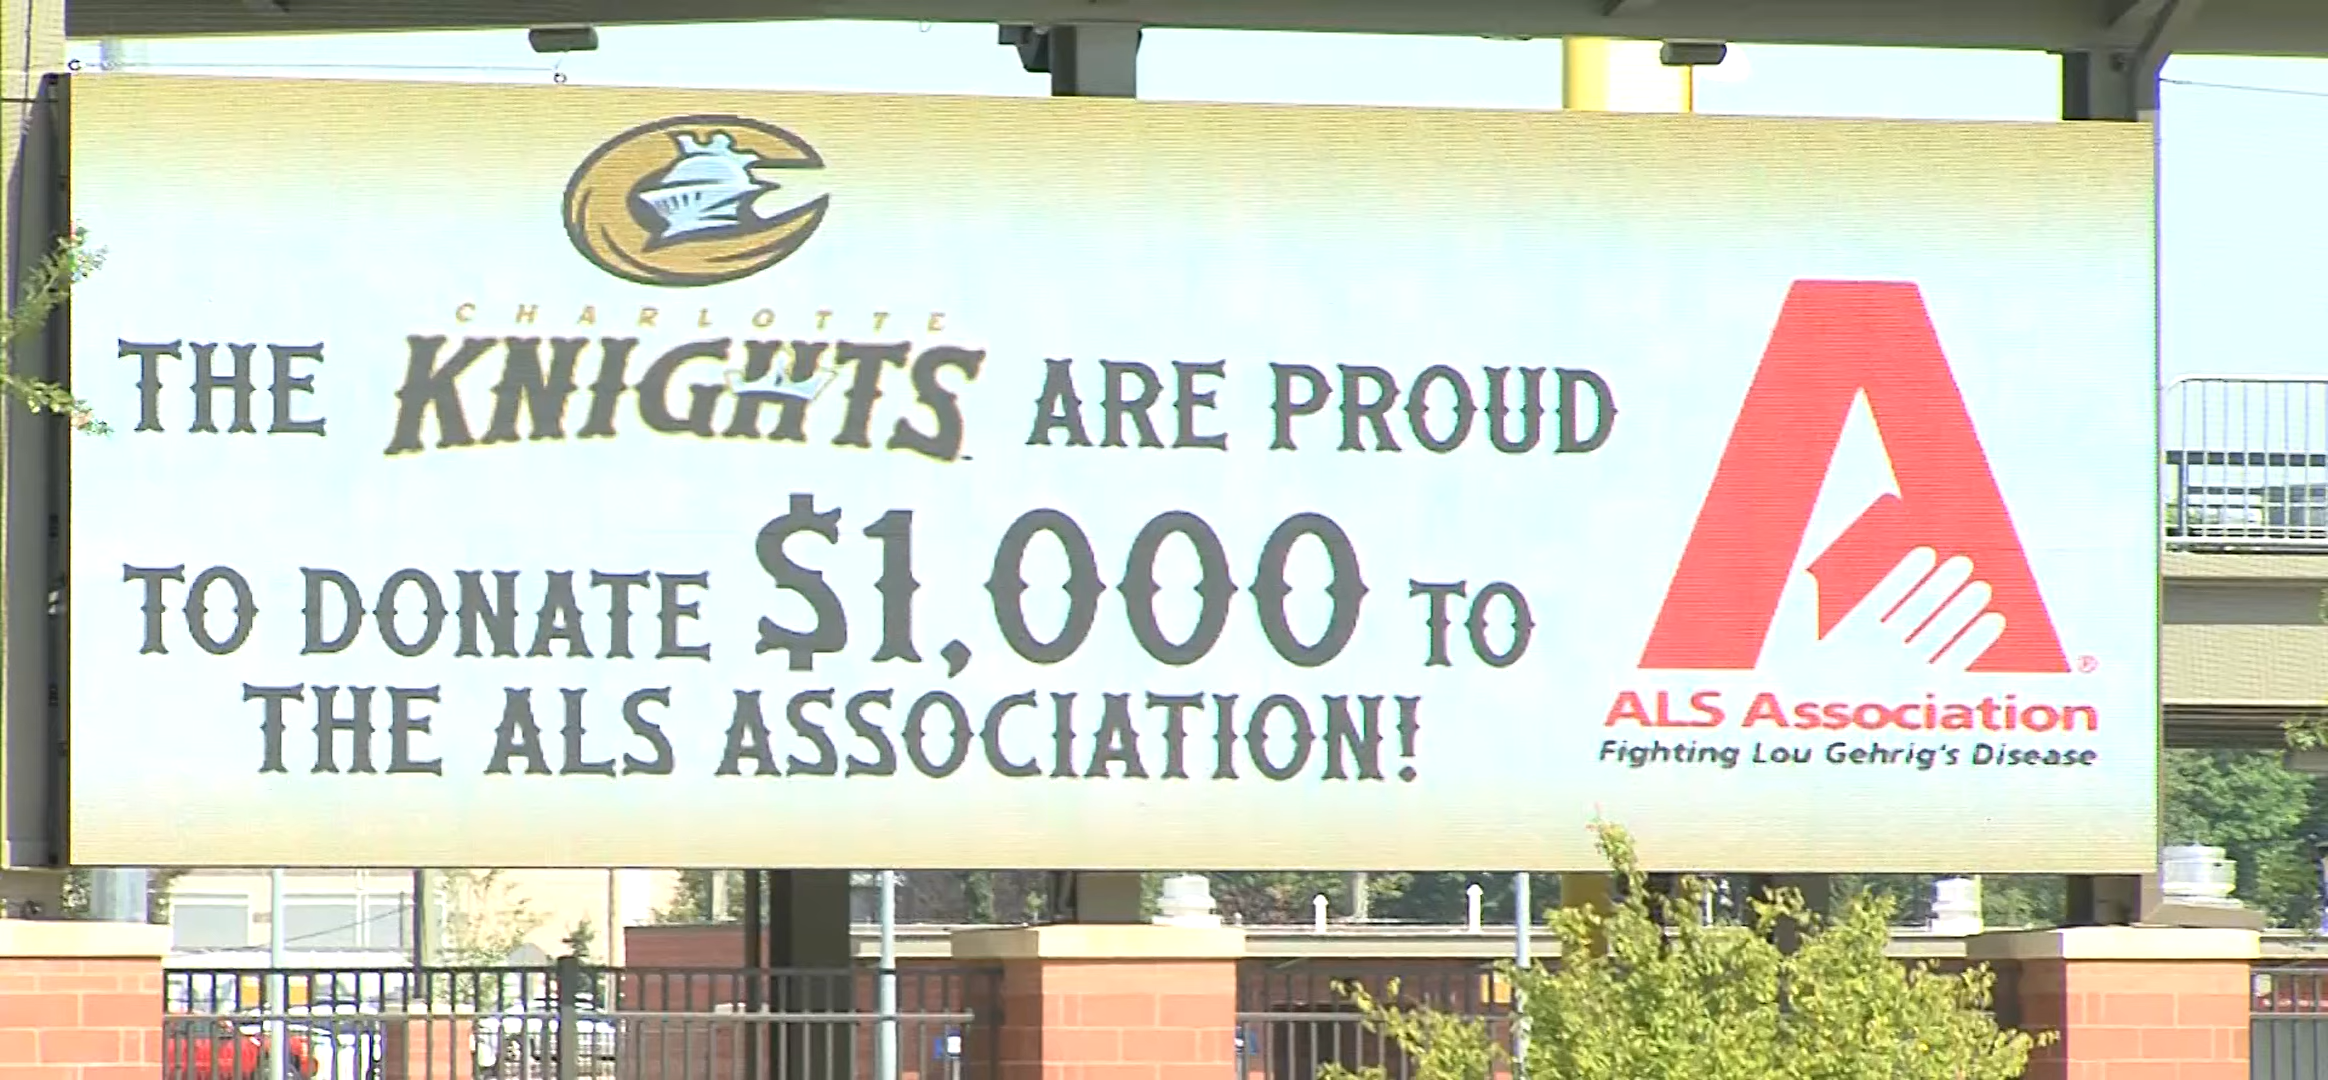 CHARLOTTE
THE KNIGHTS ARE PROUD
TO DONATE $1,000 TO
THE ALS ASSOCIATION!
ALS Association
Fighting Lou Gehrig's Disease